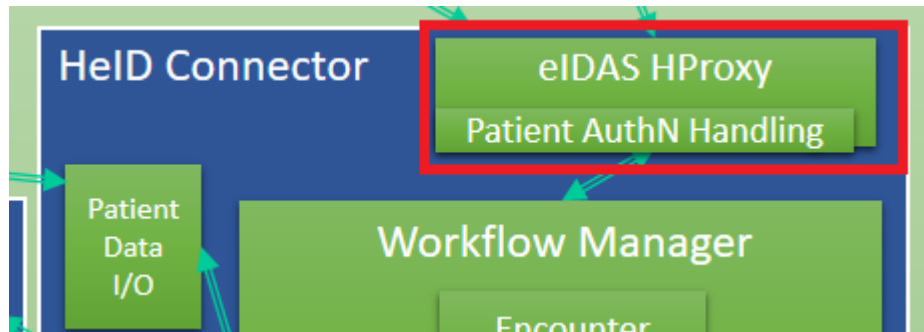 HeID Connector
eIDAS HProxy
Patient AuthN Handling
Patient
Data
I/O
Workflow Manager
Encounter